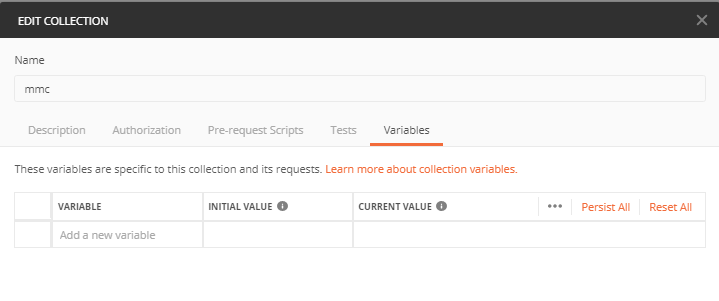 EDIT COLLECTION
Name
mmc
Description Authorization Pre-request Scripts Tests Variables
These variables are specific to this collection and its requests. Learn more about collection variables.
VARIABLE INITIAL VALUE CURRENT VALUE Persist All Reset All
Add a new variable